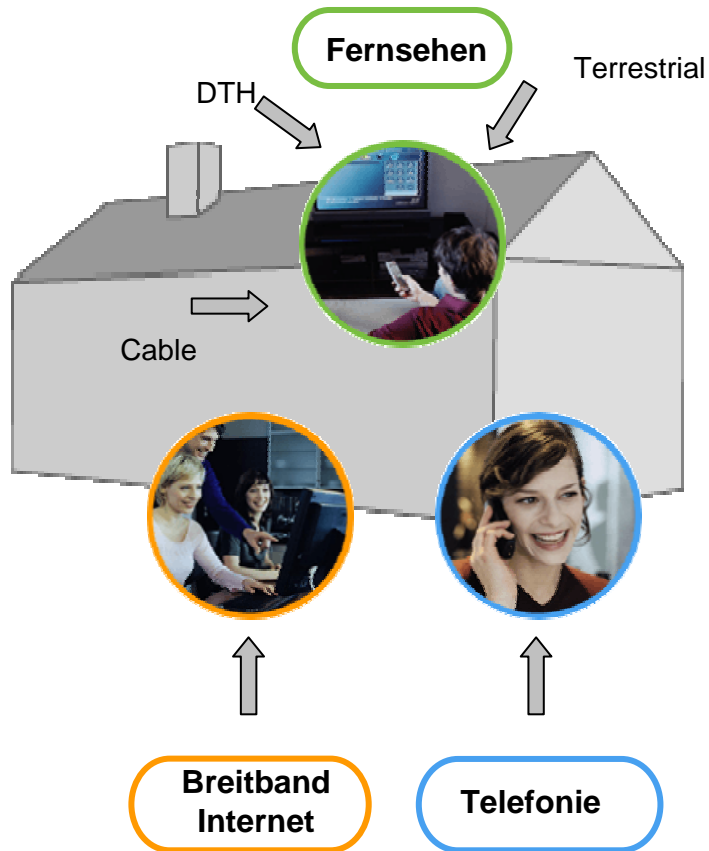 Fernsehen
Terrestrial
DTH
Cable
Breitband
Internet
Telefonie